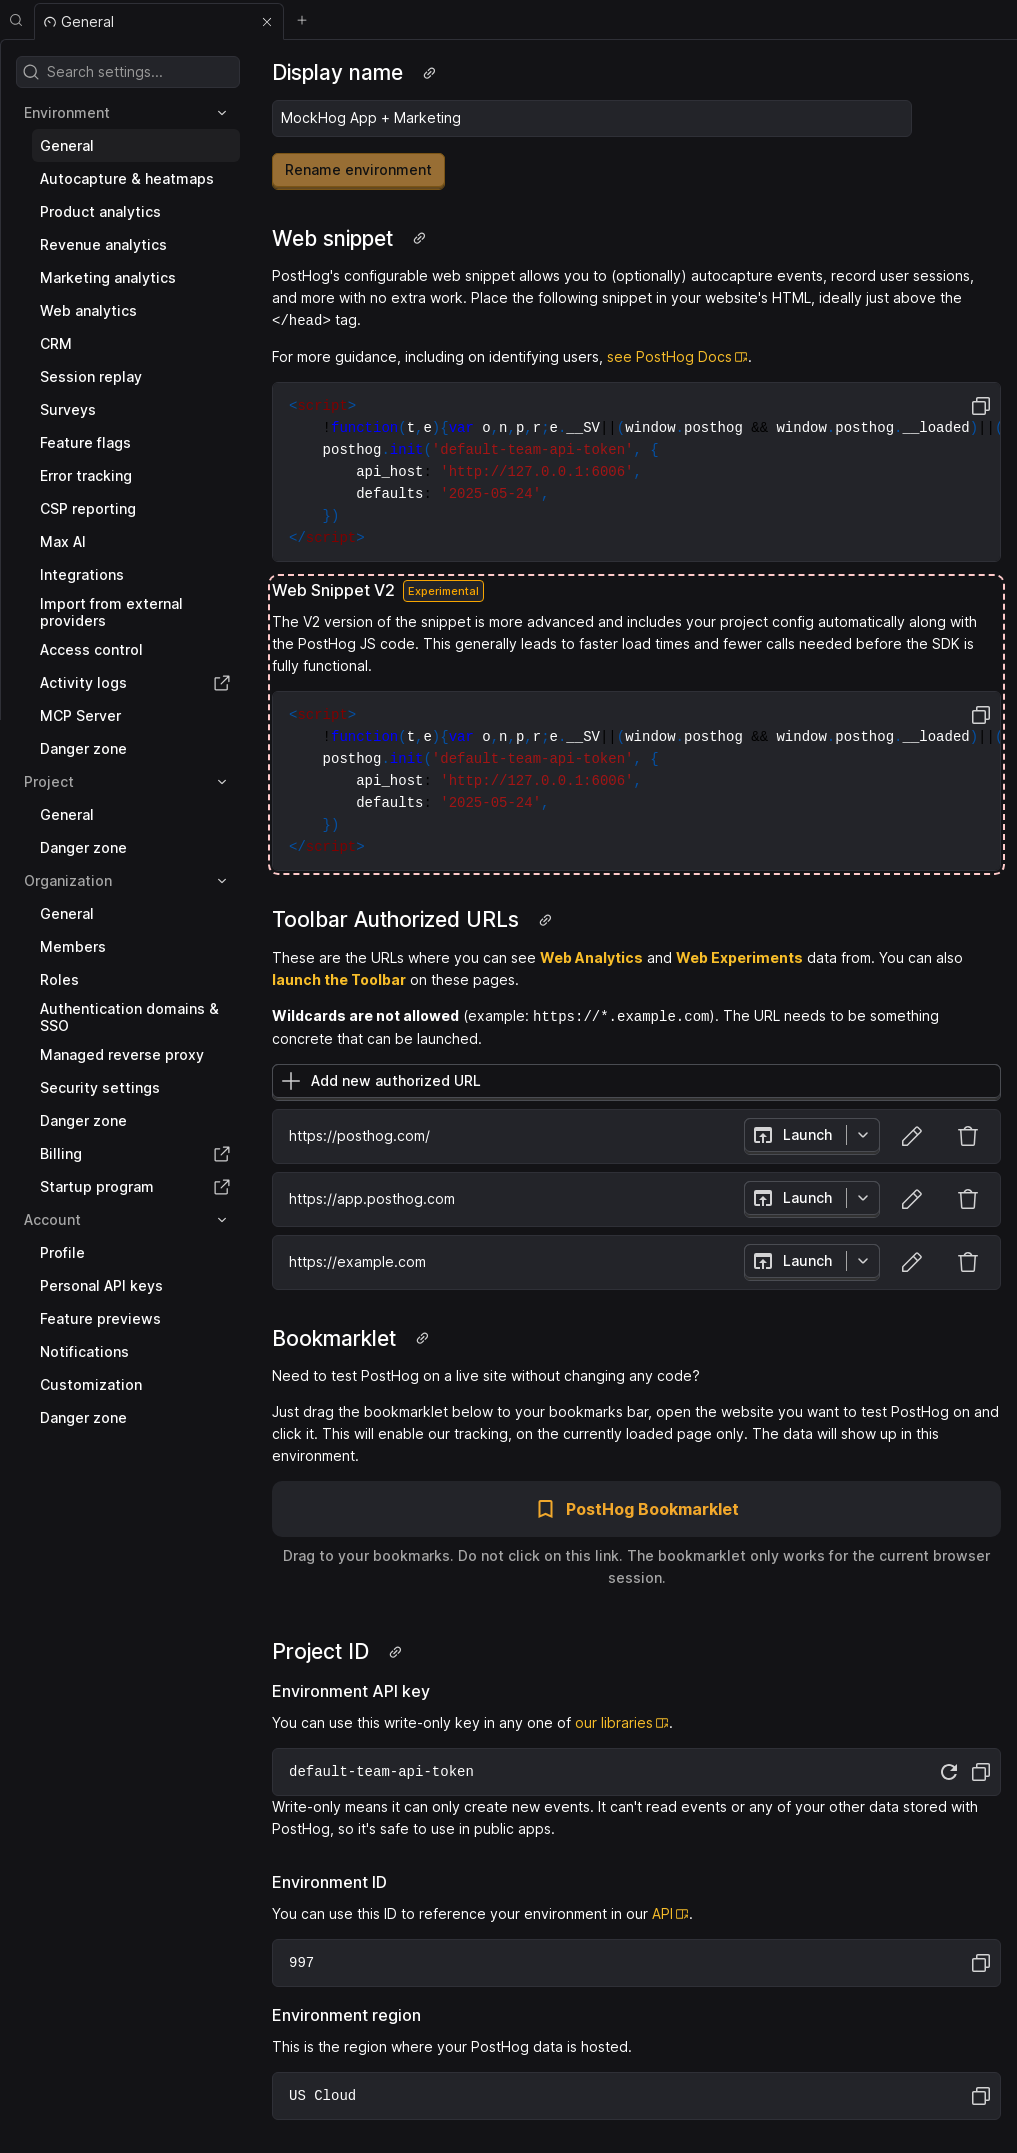 General
Search settings...
Environment
General
Autocapture & heatmaps
Product analytics
Revenue analytics
Marketing analytics
Web analytics
CRM
Session replay
Surveys
Feature flags
Error tracking
CSP reporting
Max AI
Integrations
Import from external
providers
Access control
Activity logs
MCP Server
Danger zone
Project
General
Danger zone
Organization
General
Members
Roles
Authentication domains &
SSO
Managed reverse proxy
Security settings
Danger zone
Billing
Startup program
Account
Profile
Personal API keys
Feature previews
Notifications
Customization
Danger zone
Display name
MockHog App + Marketing
Rename environment
Web snippet
PostHog's configurable web snippet allows you to (optionally) autocapture events, record user sessions,
and more with no extra work. Place the following snippet in your website's HTML, ideally just above the
</head> tag.
For more guidance, including on identifying users, see PostHog Docs.
<script>
!function(t,e){var o,n,p,r;e.__SV||(window.posthog && window.posthog.__loaded)||(
posthog.init('default-team-api-token', {
api_host: 'http://127.0.0.1:6006',
defaults: '2025-05-24',
})
</script>
Web Snippet V2 Experimental
The V2 version of the snippet is more advanced and includes your project config automatically along with
the PostHog JS code. This generally leads to faster load times and fewer calls needed before the SDK is
fully functional.
<script>
!function(t,e){var o,n,p,r;e.__SV||(window.posthog && window.posthog.__loaded)||(
posthog.init('default-team-api-token', {
api_host: 'http://127.0.0.1:6006',
defaults: '2025-05-24',
})
</script>
Toolbar Authorized URLs
These are the URLs where you can see Web Analytics and Web Experiments data from. You can also
launch the Toolbar on these pages.
Wildcards are not allowed (example: https://*.example.com). The URL needs to be something
concrete that can be launched.
Add new authorized URL
https://posthog.com/ Launch
https://app.posthog.com Launch
https://example.com Launch
Bookmarklet
Need to test PostHog on a live site without changing any code?
Just drag the bookmarklet below to your bookmarks bar, open the website you want to test PostHog on and
click it. This will enable our tracking, on the currently loaded page only. The data will show up in this
environment.
PostHog Bookmarklet
Drag to your bookmarks. Do not click on this link. The bookmarklet only works for the current browser
session.
Project ID
Environment API key
You can use this write-only key in any one of our libraries.
default-team-api-token
Write-only means it can only create new events. It can't read events or any of your other data stored with
PostHog, so it's safe to use in public apps.
Environment ID
You can use this ID to reference your environment in our API.
997
Environment region
This is the region where your PostHog data is hosted.
US Cloud